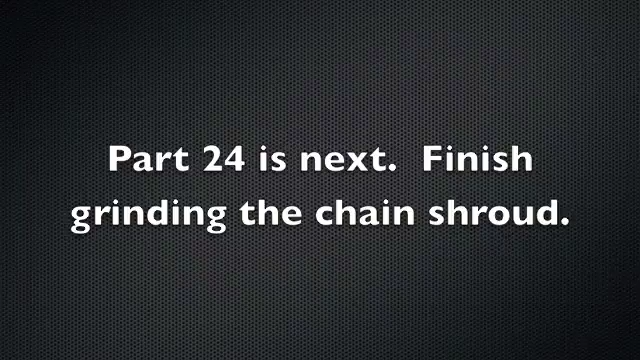 Part 24 is next.  Finish
grinding the chain shroud.